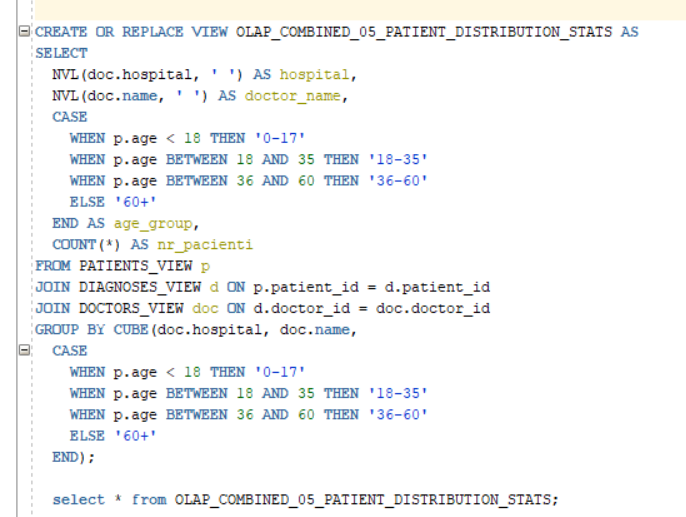 CREATE OR REPLACE VIEW OLAP_COMBINED_05_PATIENT_DISTRIBUTION_STATS AS
SELECT
NVL(doc.hospital, ' ') AS hospital,
NVL(doc.name, ' ') AS doctor_name,
CASE
WHEN p.age < 18 THEN '0-17'
WHEN p.age BETWEEN 18 AND 35 THEN '18-35'
WHEN p.age BETWEEN 36 AND 60 THEN '36-60'
ELSE '60+'
END AS age_group,
COUNT(*) AS nr_pacienti
FROM PATIENTS_VIEW p
JOIN DIAGNOSES_VIEW d ON p.patient_id = d.patient_id
JOIN DOCTORS_VIEW doc ON d.doctor_id = doc.doctor_id
GROUP BY CUBE(doc.hospital, doc.name,
CASE
WHEN p.age < 18 THEN '0-17'
WHEN p.age BETWEEN 18 AND 35 THEN '18-35'
WHEN p.age BETWEEN 36 AND 60 THEN '36-60'
ELSE '60+'
END);
select * from OLAP_COMBINED_05_PATIENT_DISTRIBUTION_STATS;